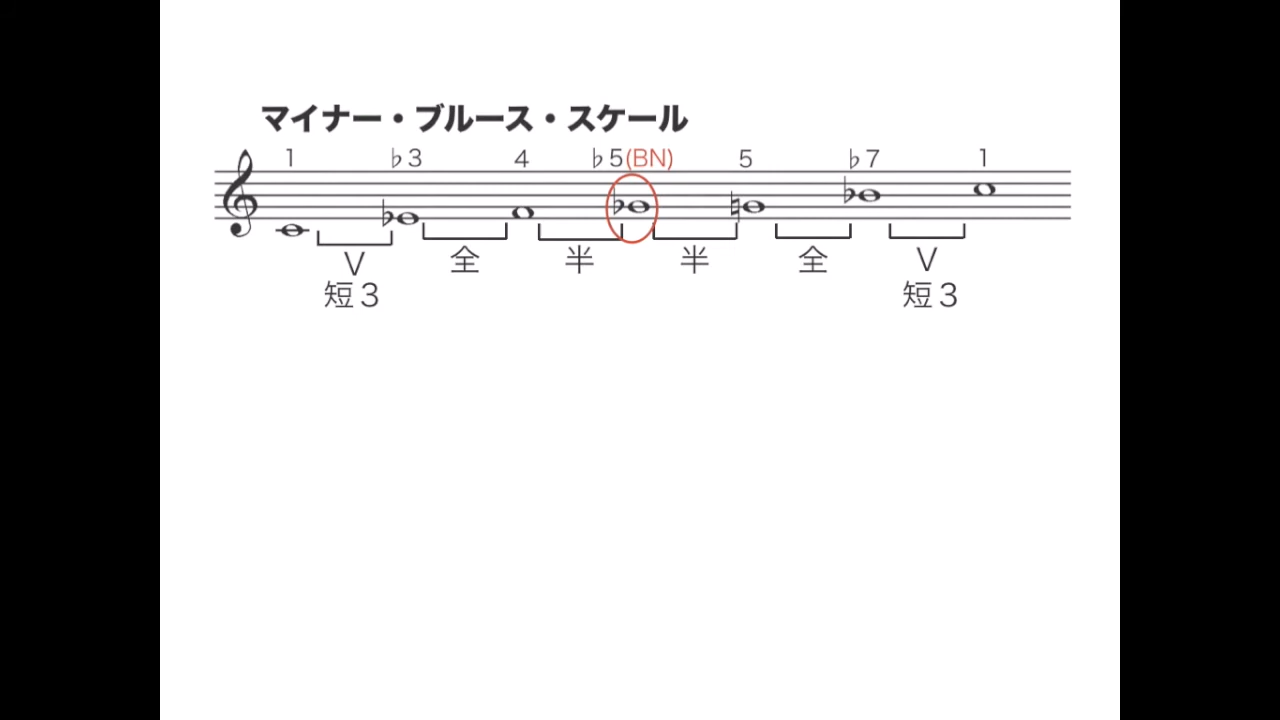 マイナー・ブルース・スケール
1 ♭3 4 ♭5(BN) 5 ♭7 1
V 全 半 半 全 V
短3 短3